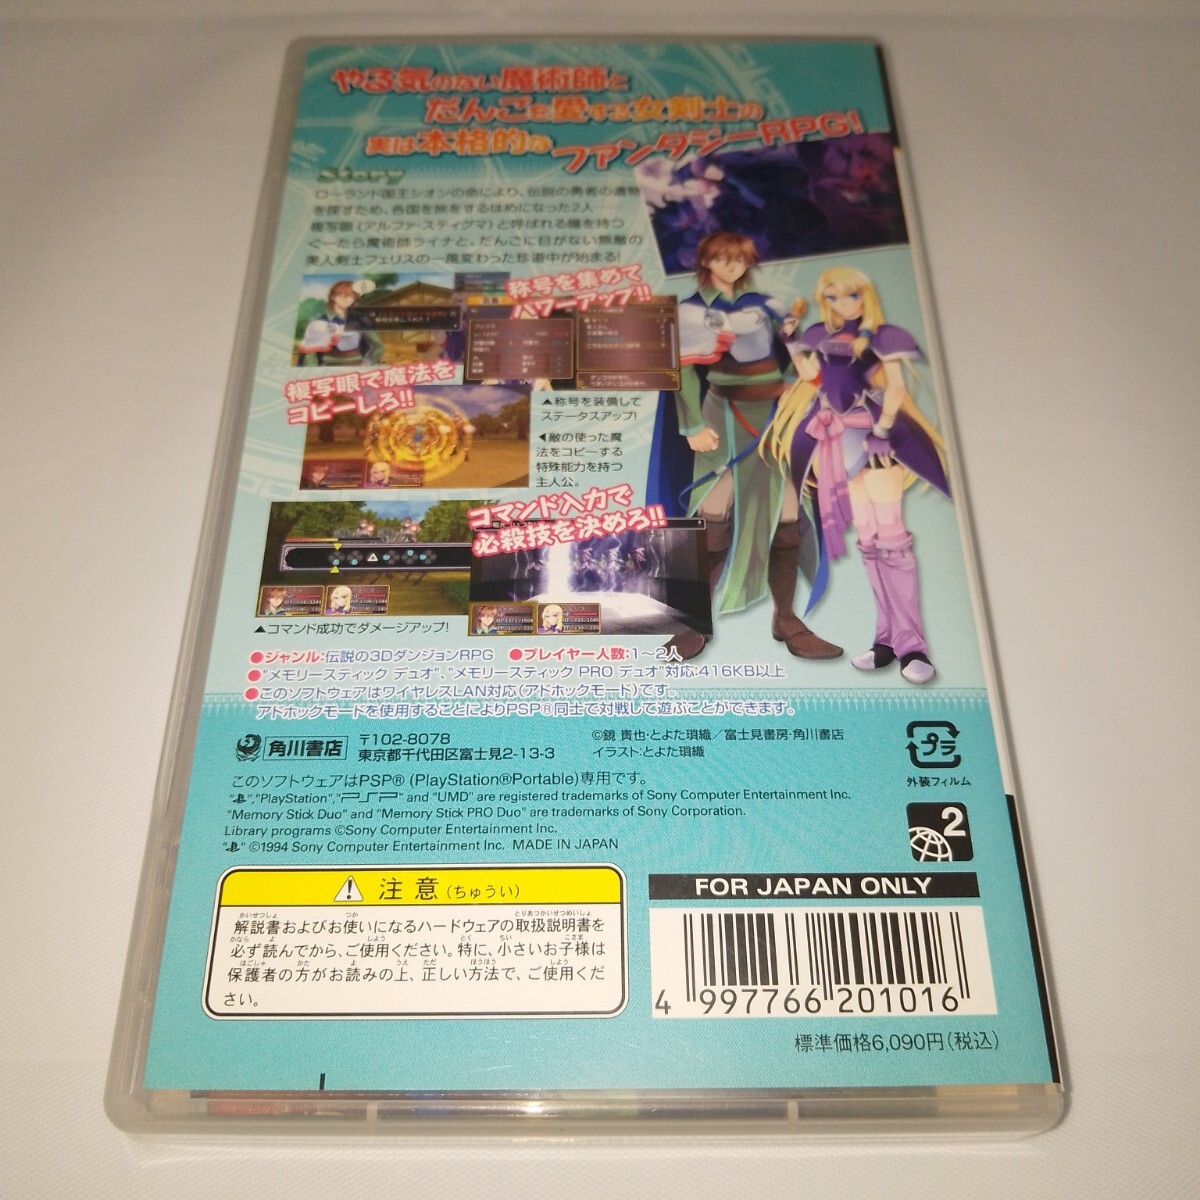 やる気のない魔術師と
だんごを愛する女剣士の
実は本格的なファンタジーRPG!
Story
ローランド国王シオンの命により、伝説の勇者の遺物
を探すため、各国を旅をするはめになった2人……
複写眼(アルファ・スティグマ)と呼ばれる瞳を持つ
ぐーたら魔術師ライナと、だんごに目がない無敵の
美人剣士フェリスの一風変わった珍道中が始まる!
称号を集めて
パワーアップ!!
複写眼で魔法を
コピーしろ!!
▲称号を装備して
ステータスアップ!
◀敵の使った魔
法をコピーする
特殊能力を持つ
主人公。
コマンド入力で
必殺技を決めろ!!
▲コマンド成功でダメージアップ!
●ジャンル:伝説の3DダンジョンRPG ●プレイヤー人数:1～2人
●"メモリースティック デュオ"、"メモリースティック PRO デュオ"対応:416KB以上
●このソフトウェアはワイヤレスLAN対応(アドホックモード)です。
アドホックモードを使用することによりPSP®同士で対戦して遊ぶことができます。
角川書店
〒102-8078
東京都千代田区富士見2-13-3
©鏡 貴也・とよた瑣織/富士見書房・角川書店
イラスト:とよた瑣織
プラ
外装フィルム
このソフトウェアはPSP® (PlayStation®Portable)専用です。
" ","PlayStation","PSP" and "UMD" are registered trademarks of Sony Computer Entertainment Inc.
"Memory Stick Duo" and "Memory Stick PRO Duo" are trademarks of Sony Corporation.
Library programs ©Sony Computer Entertainment Inc.
" " ©1994 Sony Computer Entertainment Inc. MADE IN JAPAN
2
注意(ちゅうい)
解説書およびお使いになるハードウェアの取扱説明書を
必ず読んでから、ご使用ください。特に、小さいお子様は
保護者の方がお読みの上、正しい方法で、ご使用くだ
さい。
FOR JAPAN ONLY
4 997766 201016
標準価格6,090円(税込)